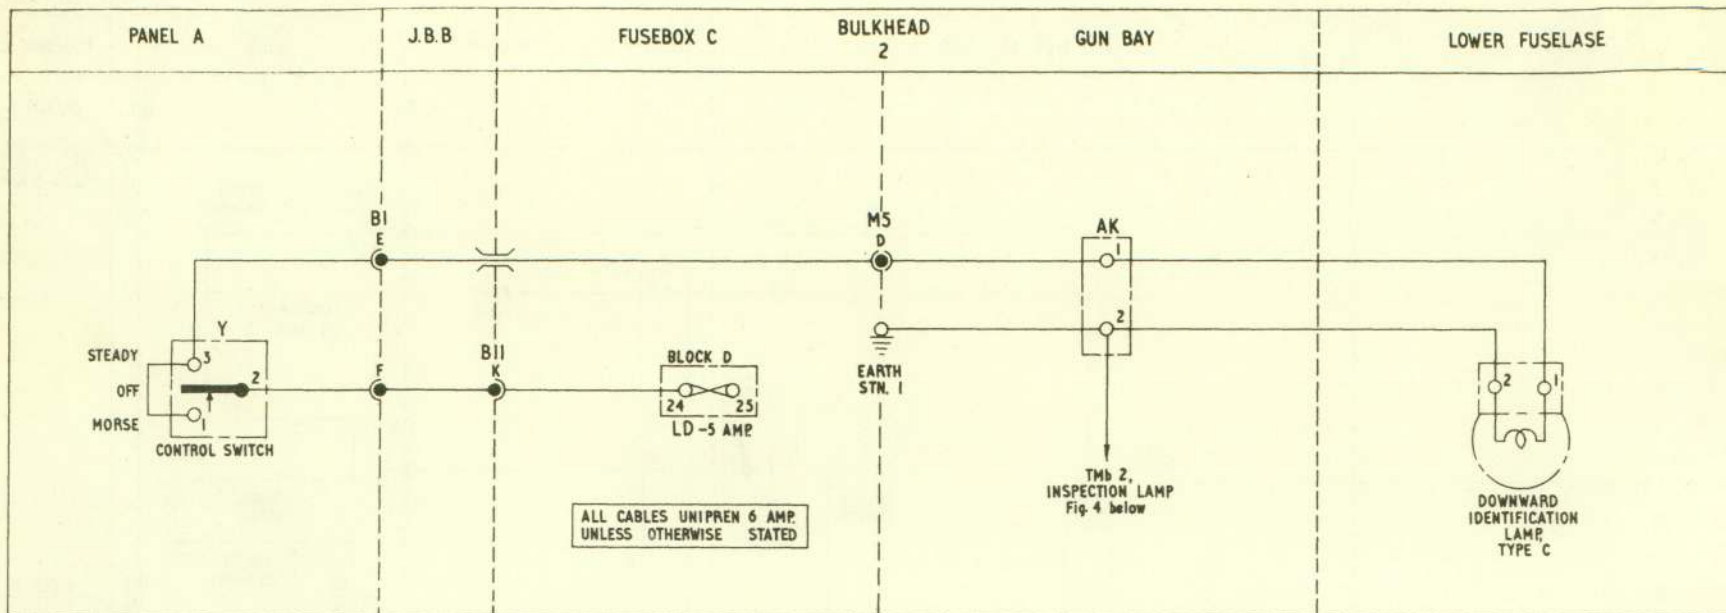 PANEL A
J.B.B
FUSEBOX C
BULKHEAD
2
GUN BAY
LOWER FUSELASE
B1
E
M5
D
AK
1
2
Y
STEADY
OFF
MORSE
3
2
1
CONTROL SWITCH
F
B11
K
BLOCK D
24 25
LD-5 AMP.
EARTH
STN. 1
TMb 2,
INSPECTION LAMP
Fig. 4 below
ALL CABLES UNIPREN 6 AMP.
UNLESS OTHERWISE STATED
2 1
DOWNWARD
IDENTIFICATION
LAMP,
TYPE C